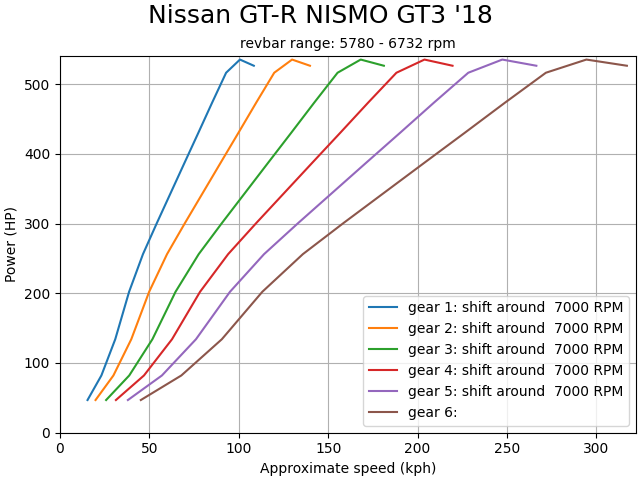 Nissan GT-R NISMO GT3 '18
revbar range: 5780 - 6732 rpm
500
400
300
200
100
0
Power (HP)
gear 1: shift around  7000 RPM
gear 2: shift around  7000 RPM
gear 3: shift around  7000 RPM
gear 4: shift around  7000 RPM
gear 5: shift around  7000 RPM
gear 6:
0 50 100 150 200 250 300
Approximate speed (kph)